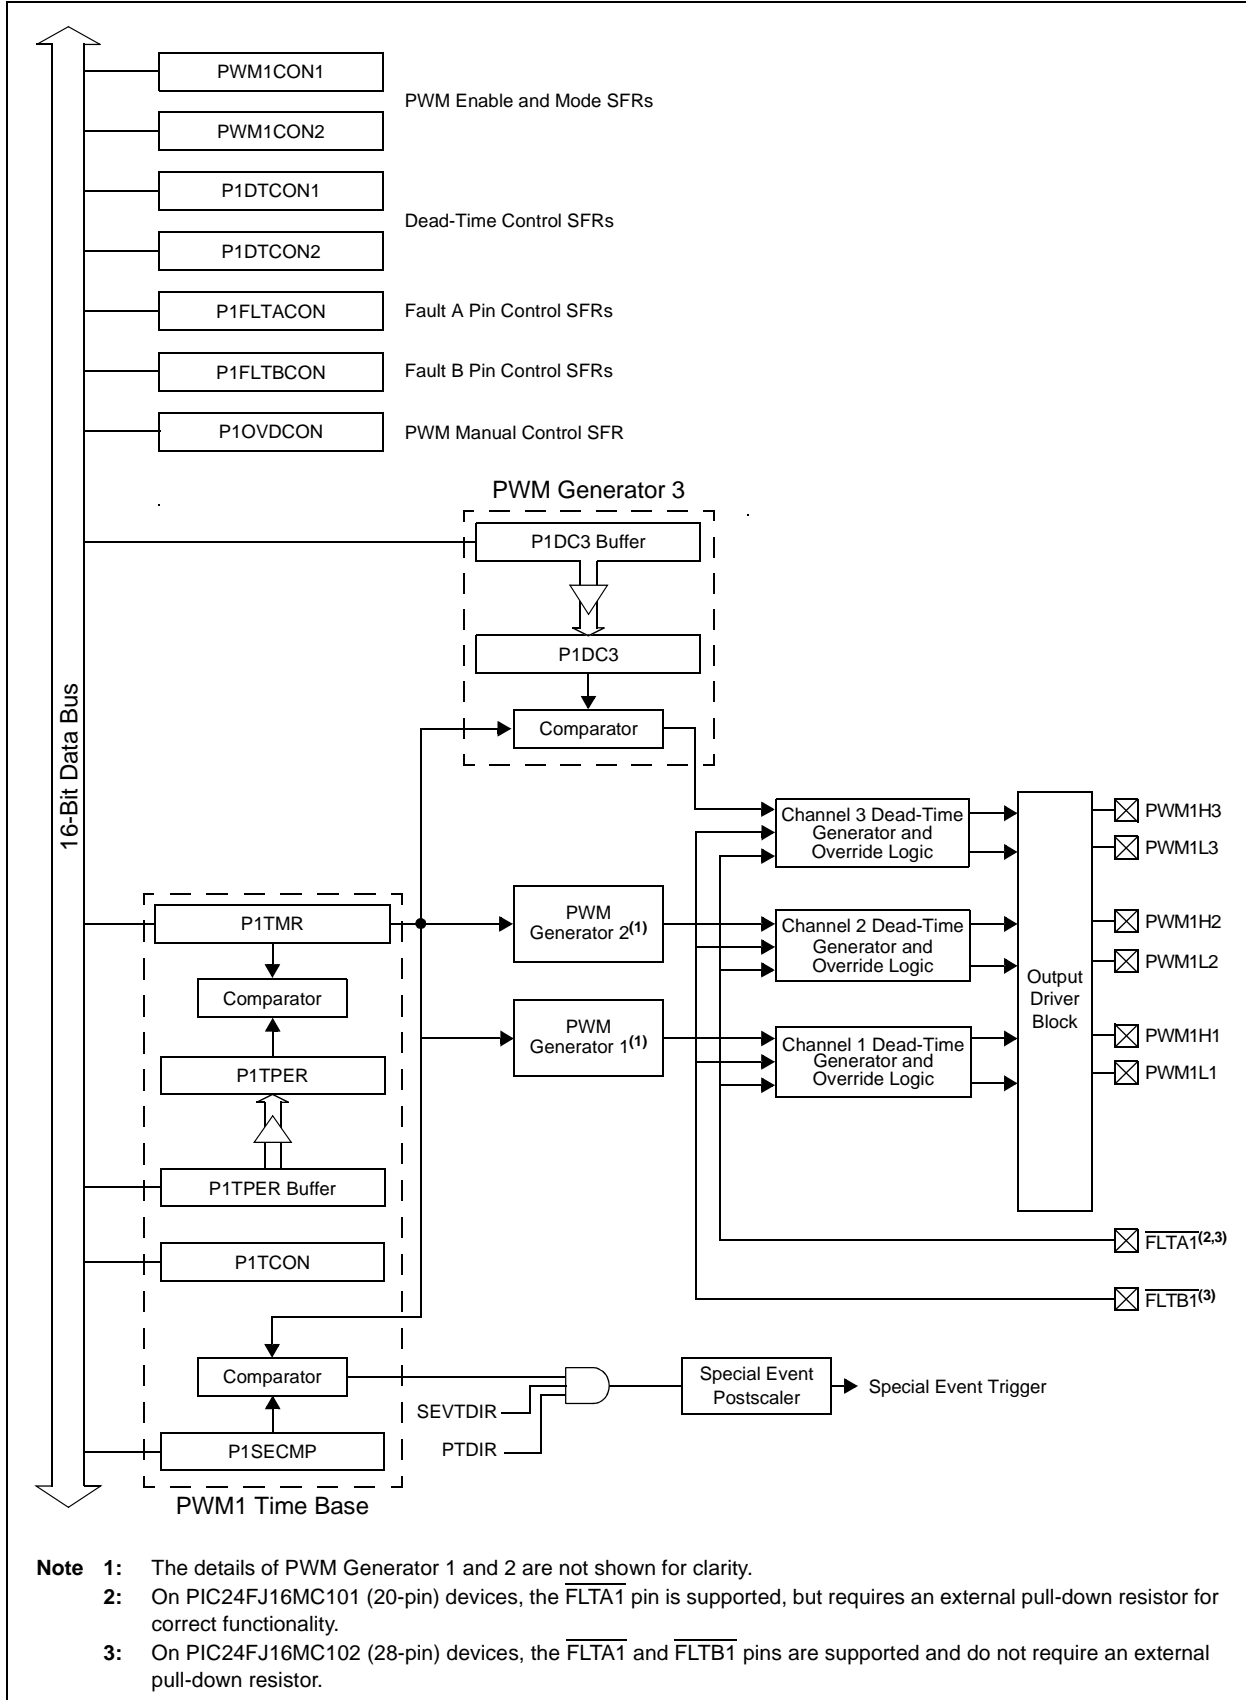 PWM1CON1
PWM Enable and Mode SFRs
PWM1CON2
P1DTCON1
Dead-Time Control SFRs
P1DTCON2
P1FLTACON
Fault A Pin Control SFRs
P1FLTBCON
Fault B Pin Control SFRs
P1OVDCON
PWM Manual Control SFR
PWM Generator 3
P1DC3 Buffer
P1DC3
Comparator
16-Bit Data Bus
Channel 3 Dead-Time
Generator and
Override Logic
PWM1H3
PWM1L3
P1TMR
PWM
Generator 2(1)
Channel 2 Dead-Time
Generator and
Override Logic
PWM1H2
PWM1L2
Comparator
Output
Driver
Block
PWM
Generator 1(1)
Channel 1 Dead-Time
Generator and
Override Logic
PWM1H1
PWM1L1
P1TPER
P1TPER Buffer
FLTA1(2,3)
P1TCON
FLTB1(3)
Comparator
Special Event
Postscaler
Special Event Trigger
SEVTDIR
PTDIR
P1SECMP
PWM1 Time Base
Note 1: The details of PWM Generator 1 and 2 are not shown for clarity.
2: On PIC24FJ16MC101 (20-pin) devices, the FLTA1 pin is supported, but requires an external pull-down resistor for
correct functionality.
3: On PIC24FJ16MC102 (28-pin) devices, the FLTA1 and FLTB1 pins are supported and do not require an external
pull-down resistor.